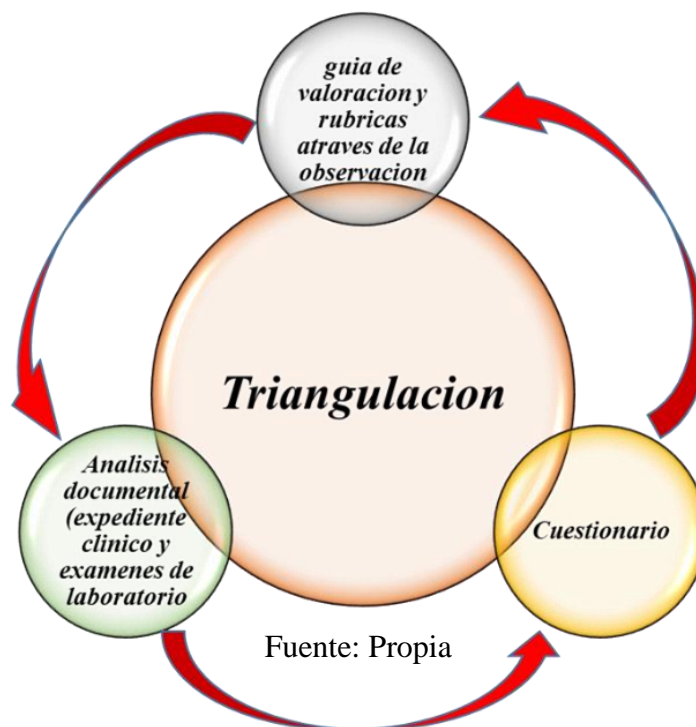 guia de
valoracion y
rubricas
atraves de la
observacion
Triangulacion
Analisis
documental
(expediente
clinico y
examenes de
laboratorio
Cuestionario
Fuente: Propia